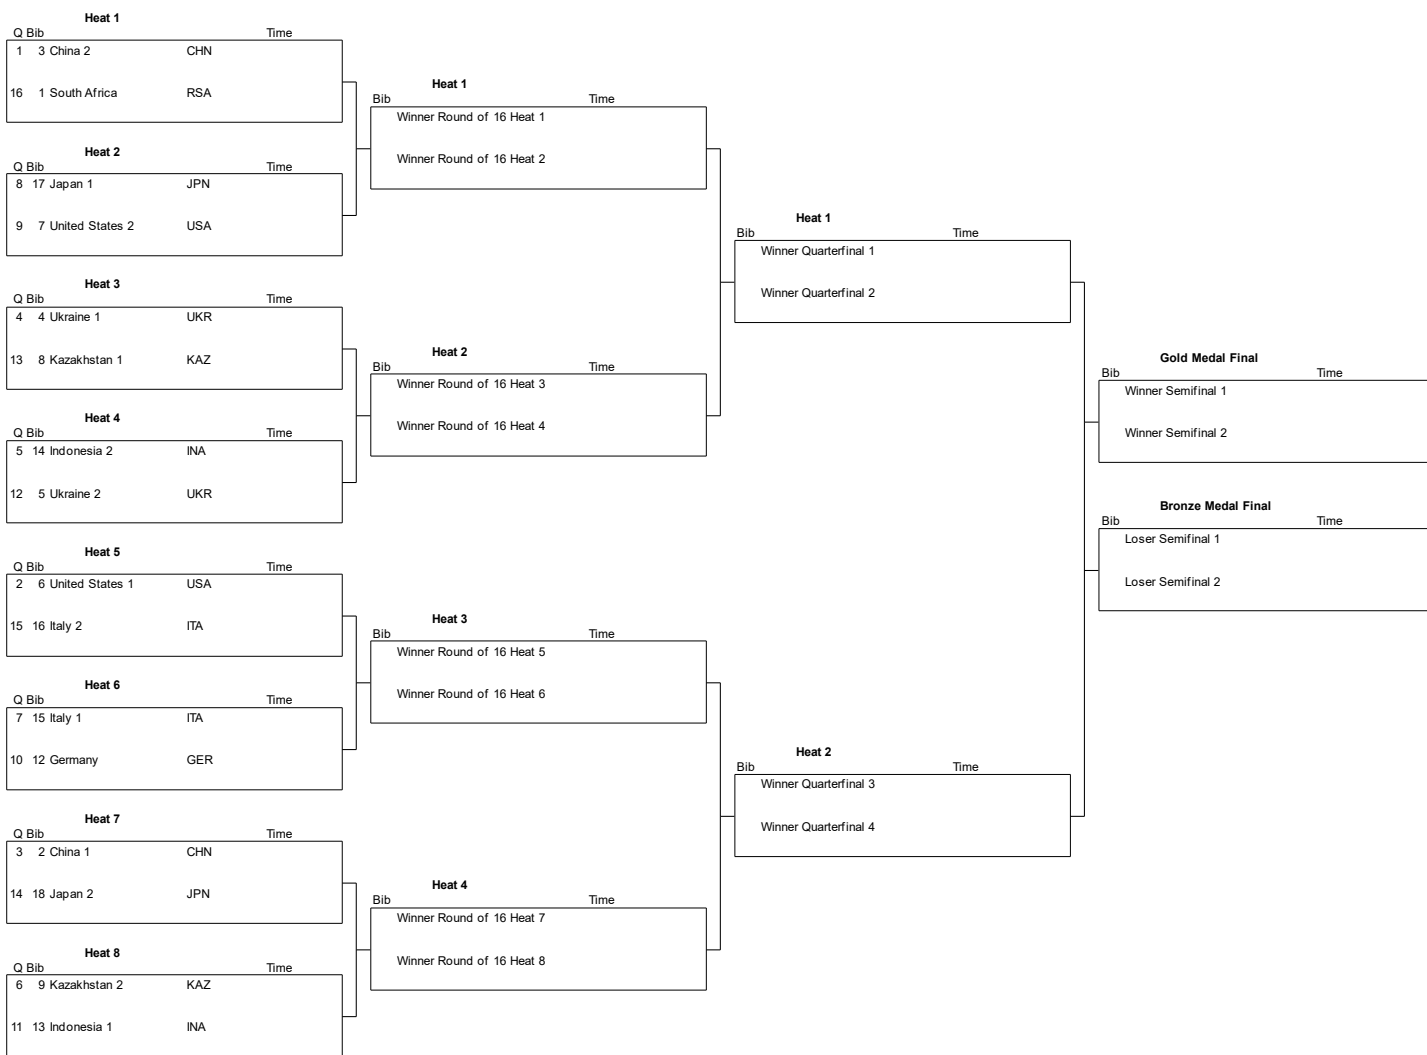 Heat 1
Q Bib Time
1 3 China 2 CHN
16 1 South Africa RSA
Heat 2
Q Bib Time
8 17 Japan 1 JPN
9 7 United States 2 USA
Heat 3
Q Bib Time
4 4 Ukraine 1 UKR
13 8 Kazakhstan 1 KAZ
Heat 4
Q Bib Time
5 14 Indonesia 2 INA
12 5 Ukraine 2 UKR
Heat 5
Q Bib Time
2 6 United States 1 USA
15 16 Italy 2 ITA
Heat 6
Q Bib Time
7 15 Italy 1 ITA
10 12 Germany GER
Heat 7
Q Bib Time
3 2 China 1 CHN
14 18 Japan 2 JPN
Heat 8
Q Bib Time
6 9 Kazakhstan 2 KAZ
11 13 Indonesia 1 INA
Heat 1
Bib Time
Winner Round of 16 Heat 1
Winner Round of 16 Heat 2
Heat 2
Bib Time
Winner Round of 16 Heat 3
Winner Round of 16 Heat 4
Heat 3
Bib Time
Winner Round of 16 Heat 5
Winner Round of 16 Heat 6
Heat 4
Bib Time
Winner Round of 16 Heat 7
Winner Round of 16 Heat 8
Heat 1
Bib Time
Winner Quarterfinal 1
Winner Quarterfinal 2
Heat 2
Bib Time
Winner Quarterfinal 3
Winner Quarterfinal 4
Gold Medal Final
Bib Time
Winner Semifinal 1
Winner Semifinal 2
Bronze Medal Final
Bib Time
Loser Semifinal 1
Loser Semifinal 2